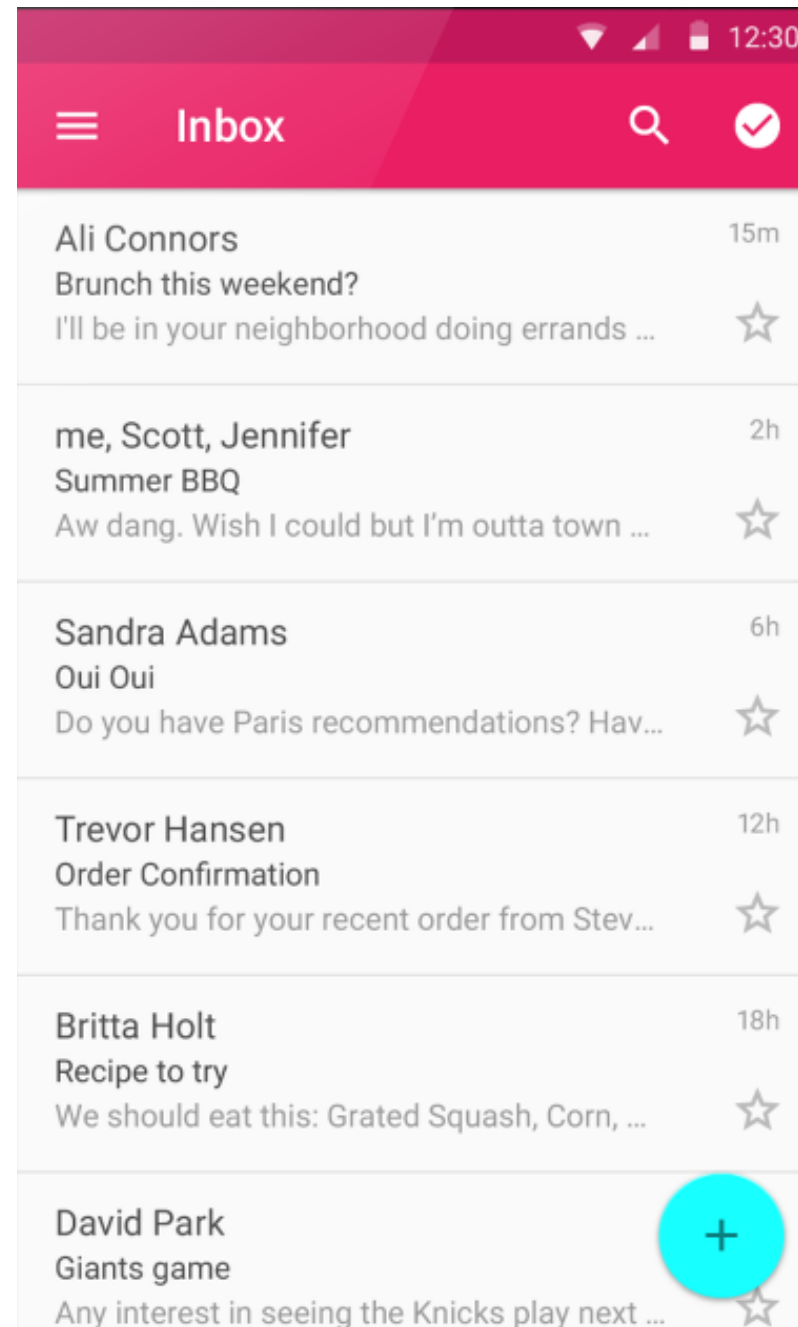 12:30
Inbox
Ali Connors
15m
Brunch this weekend?
I'll be in your neighborhood doing errands ...
me, Scott, Jennifer
2h
Summer BBQ
Aw dang. Wish I could but I’m outta town ...
Sandra Adams
6h
Oui Oui
Do you have Paris recommendations? Hav...
Trevor Hansen
12h
Order Confirmation
Thank you for your recent order from Stev...
Britta Holt
18h
Recipe to try
We should eat this: Grated Squash, Corn, ...
David Park
Giants game
Any interest in seeing the Knicks play next ...